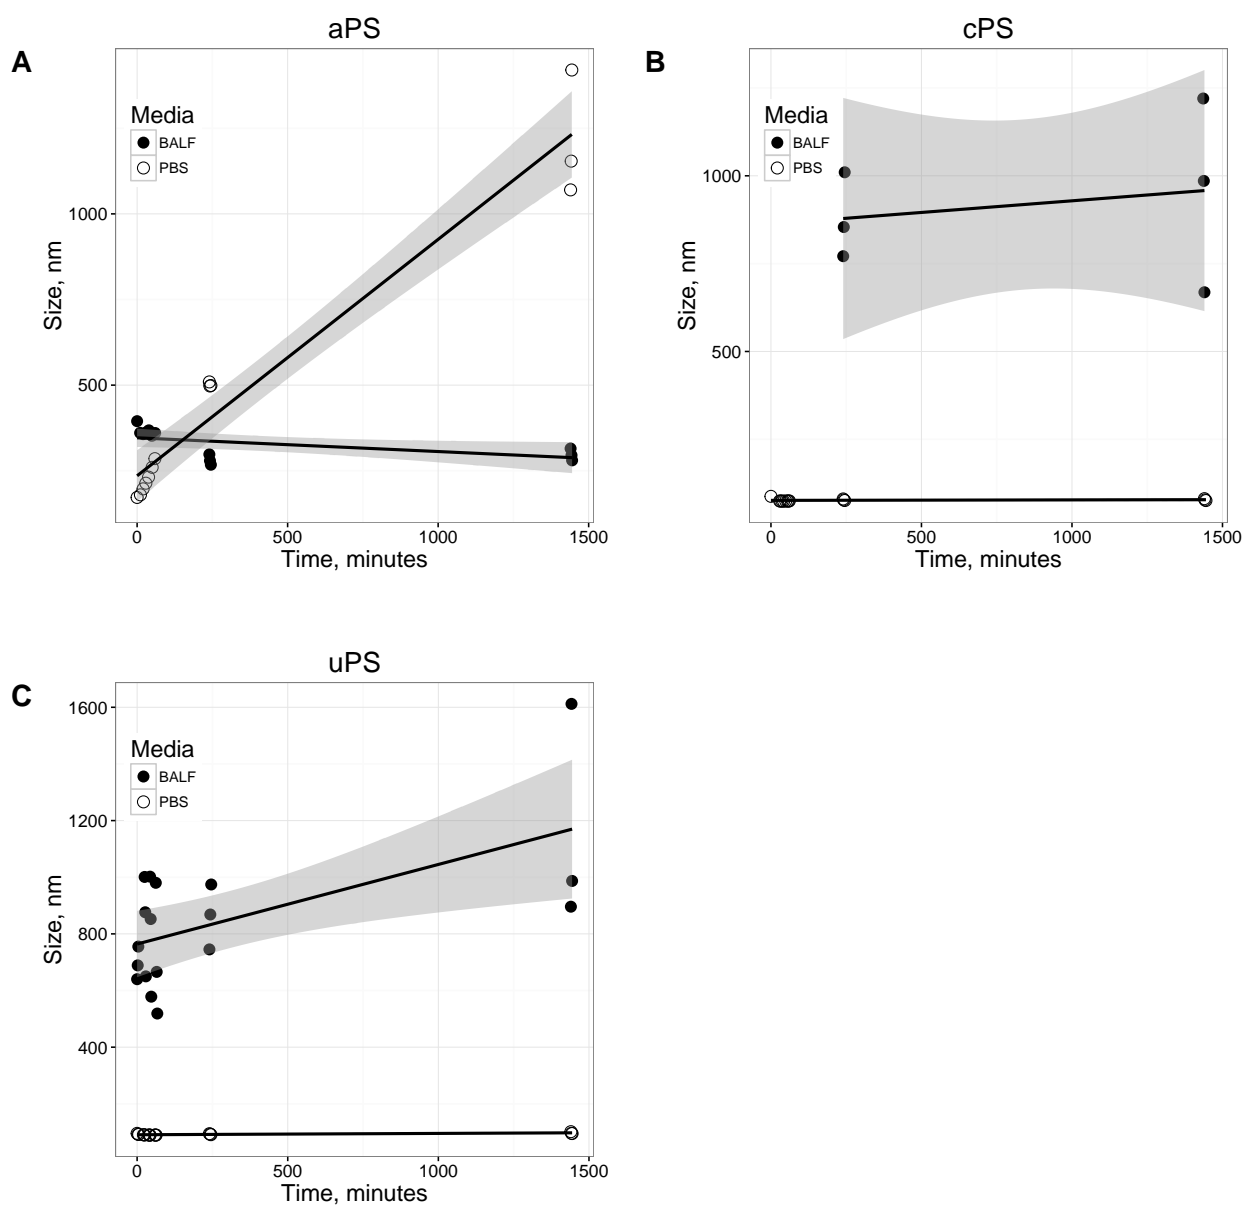 aPS
A
Media
BALF
PBS
1000
500
Size, nm
0 500 1000 1500
Time, minutes
cPS
B
Media
BALF
PBS
1000
500
Size, nm
0 500 1000 1500
Time, minutes
uPS
C
1600
Media
BALF
PBS
1200
800
400
Size, nm
0 500 1000 1500
Time, minutes